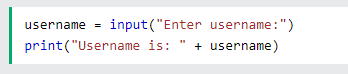 username = input("Enter username:")
print("Username is: " + username)